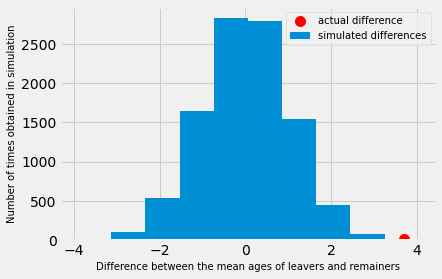 actual difference
simulated differences
Number of times obtained in simulation
2500
2000
1500
1000
500
0
−4
−2
0
2
4
Difference between the mean ages of leavers and remainers